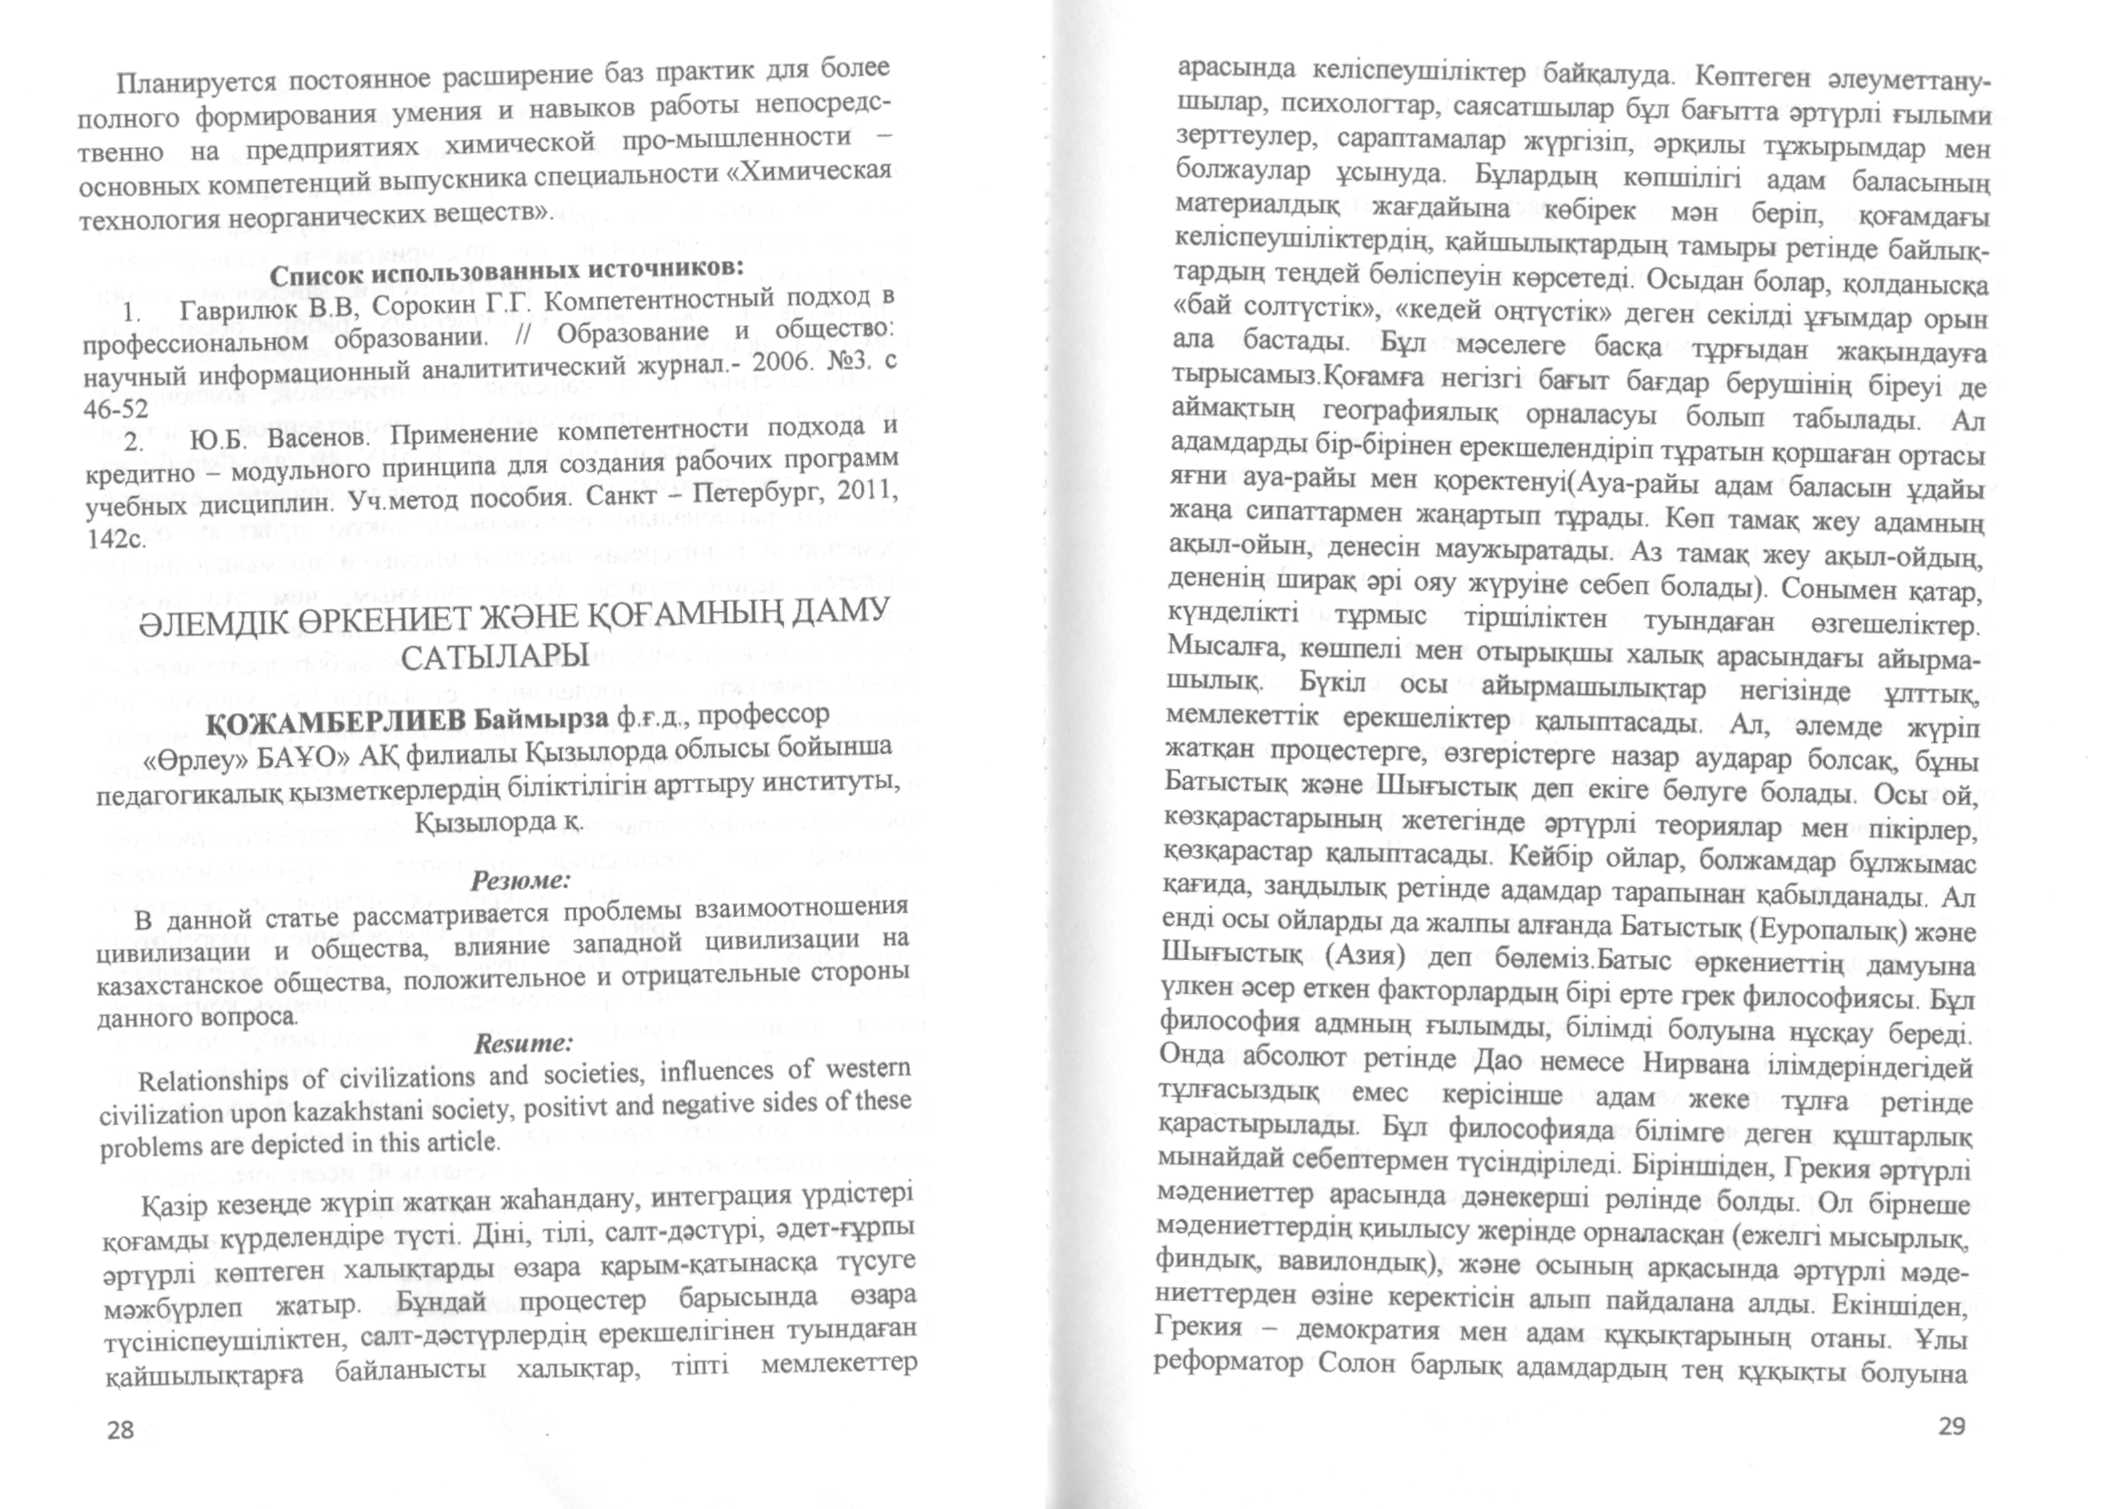 Планируется постоянное расширение баз практик для более
полного формирования умения и навыков работы непосредс-
твенно на предприятиях химической про-мышленности –
основных компетенций выпускника специальности «Химическая
технология неорганических веществ».
Список использованных источников:
1. Гаврилюк В.В, Сорокин Г.Г. Компетентностный подход в
профессиональном образовании. // Образование и общество:
научный информационный аналититический журнал.- 2006. №3. с
46-52
2. Ю.Б. Васенов. Применение компетентности подхода и
кредитно – модульного принципа для создания рабочих программ
учебных дисциплин. Уч.метод пособия. Санкт – Петербург, 2011,
142с.
ӘЛЕМДІК ӨРКЕНИЕТ ЖӘНЕ ҚОҒАМНЫҢ ДАМУ
САТЫЛАРЫ
ҚОЖАМБЕРЛИЕВ Баймырза ф.ғ.д., профессор
«Өрлеу» БАҰО» АҚ филиалы Қызылорда облысы бойынша
педагогикалық қызметкерлердің біліктілігін арттыру институты,
Қызылорда қ.
Резюме:
В данной статье рассматривается проблемы взаимоотношения
цивилизации и общества, влияние западной цивилизации на
казахстанское общества, положительное и отрицательные стороны
данного вопроса.
Resume:
Relationships of civilizations and societies, influences of western
civilization upon kazakhstani society, positivt and negative sides of these
problems are depicted in this article.
Қазір кезеңде жүріп жатқан жаһандану, интеграция үрдістері
қоғамды күрделендіре түсті. Діні, тілі, салт-дәстүрі, әдет-ғұрпы
әртүрлі көптеген халықтарды өзара қарым-қатынасқа түсуге
мәжбүрлеп жатыр. Бұндай процестер барысында өзара
түсініспеушіліктен, салт-дәстүрлердің ерекшелігінен туындаған
қайшылықтарға байланысты халықтар, тіпті мемлекеттер
28
арасында келіспеушіліктер байқалуда. Көптеген әлеуметтану-
шылар, психологтар, саясатшылар бұл бағытта әртүрлі ғылыми
зерттеулер, сараптамалар жүргізіп, әрқилы тұжырымдар мен
болжаулар ұсынуда. Бұлардың көпшілігі адам баласының
материалдық жағдайына көбірек мән беріп, қоғамдағы
келіспеушіліктердің, қайшылықтардың тамыры ретінде байлық-
тардың теңдей бөліспеуін көрсетеді. Осыдан болар, қолданысқа
«бай солтүстік», «кедей оңтүстік» деген секілді ұғымдар орын
ала бастады. Бұл мәселеге басқа тұрғыдан жақындауға
тырысамыз.Қоғамға негізгі бағыт бағдар берушінің біреуі де
аймақтың географиялық орналасуы болып табылады. Ал
адамдарды бір-бірінен ерекшелендіріп тұратын қоршаған ортасы
яғни ауа-райы мен қоректенуі(Ауа-райы адам баласын ұдайы
жаңа сипаттармен жаңартып тұрады. Көп тамақ жеу адамның
ақыл-ойын, денесін маужыратады. Аз тамақ жеу ақыл-ойдың,
дененің ширақ әрі ояу жүруіне себеп болады). Сонымен қатар,
күнделікті тұрмыс тіршіліктен туындаған өзгешеліктер.
Мысалға, көшпелі мен отырықшы халық арасындағы айырма-
шылық. Бүкіл осы айырмашылықтар негізінде ұлттық,
мемлекеттік ерекшеліктер қалыптасады. Ал, әлемде жүріп
жатқан процестерге, өзгерістерге назар аударар болсақ, бұны
Батыстық және Шығыстық деп екіге бөлуге болады. Осы ой,
көзқарастарының жетегінде әртүрлі теориялар мен пікірлер,
қөзқарастар қалыптасады. Кейбір ойлар, болжамдар бұлжымас
қағида, заңдылық ретінде адамдар тарапынан қабылданады. Ал
енді осы ойларды да жалпы алғанда Батыстық (Еуропалық) және
Шығыстық (Азия) деп бөлеміз.Батыс өркениеттің дамуына
үлкен әсер еткен факторлардың бірі ерте грек философиясы. Бұл
философия адмның ғылымды, білімді болуына нұсқау береді.
Онда абсолют ретінде Дао немесе Нирвана ілімдеріндегідей
тұлғасыздық емес керісінше адам жеке тұлға ретінде
қарастырылады. Бұл философияда білімге деген құштарлық
мынайдай себептермен түсіндіріледі. Біріншіден, Грекия әртүрлі
мәдениеттер арасында дәнекерші рөлінде болды. Ол бірнеше
мәдениеттердің қиылысу жерінде орналасқан (ежелгі мысырлық,
финдық, вавилондық), және осының арқасында әртүрлі мәде-
ниеттерден өзіне керектісін алып пайдалана алды. Екіншіден,
Грекия – демократия мен адам құқықтарының отаны. Ұлы
реформатор Солон барлық адамдардың тең құқықты болуына
29